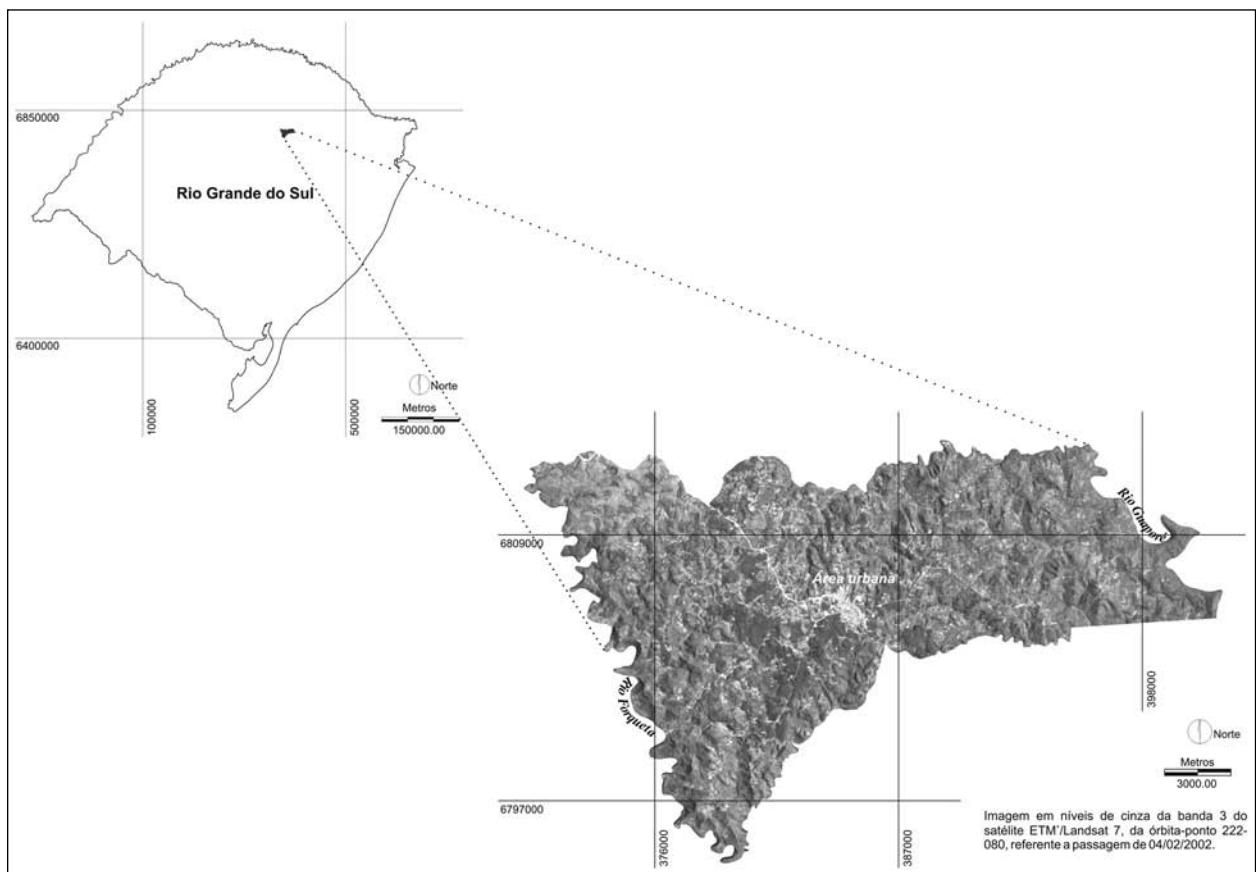 6850000
Rio Grande do Sul
6400000
100000
500000
Norte
Metros
150000.00
Rio Guaporé
6809000
Área urbana
Rio Forqueta
398000
Norte
Metros
3000.00
6797000
376000
387000
Imagem em níveis de cinza da banda 3 do
satélite ETM+/Landsat 7, da órbita-ponto 222-
080, referente a passagem de 04/02/2002.